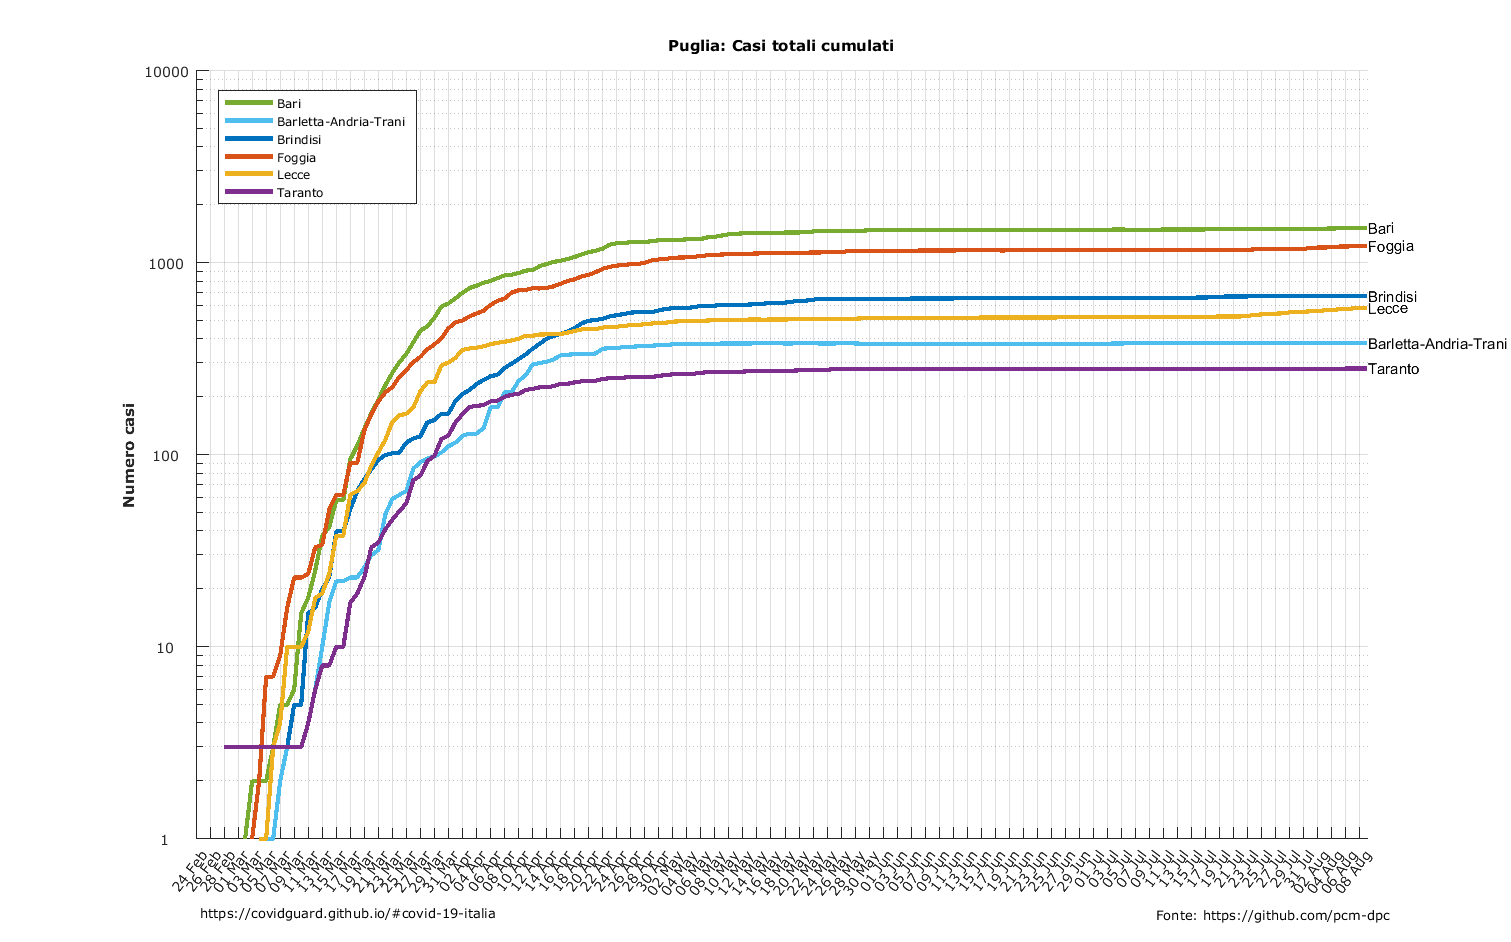 Puglia: Casi totali cumulati
10000
1000
100
10
1
Numero casi
Bari
Barletta-Andria-Trani
Brindisi
Foggia
Lecce
Taranto
Bari
Foggia
Brindisi
Lecce
Barletta-Andria-Trani
Taranto
24 Feb
26 Feb
28 Feb
01 Mar
03 Mar
05 Mar
07 Mar
09 Mar
11 Mar
13 Mar
15 Mar
17 Mar
19 Mar
21 Mar
23 Mar
25 Mar
27 Mar
29 Mar
31 Mar
02 Apr
04 Apr
06 Apr
08 Apr
10 Apr
12 Apr
14 Apr
16 Apr
18 Apr
20 Apr
22 Apr
24 Apr
26 Apr
28 Apr
30 Apr
02 May
04 May
06 May
08 May
10 May
12 May
14 May
16 May
18 May
20 May
22 May
24 May
26 May
28 May
30 May
01 Jun
03 Jun
05 Jun
07 Jun
09 Jun
11 Jun
13 Jun
15 Jun
17 Jun
19 Jun
21 Jun
23 Jun
25 Jun
27 Jun
29 Jun
01 Jul
03 Jul
05 Jul
07 Jul
09 Jul
11 Jul
13 Jul
15 Jul
17 Jul
19 Jul
21 Jul
23 Jul
25 Jul
27 Jul
29 Jul
31 Jul
02 Aug
04 Aug
06 Aug
08 Aug
https://covidguard.github.io/#covid-19-italia
Fonte: https://github.com/pcm-dpc